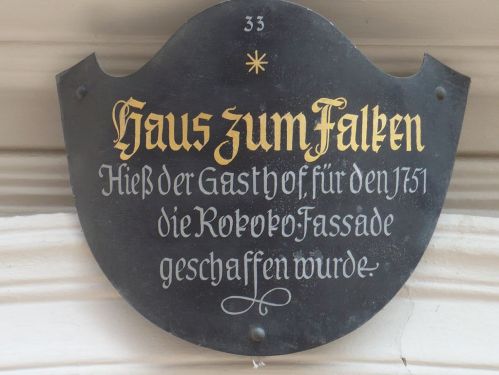 33
Haus zum Falken
Hieß der Gasthof, für den 1751
die Rokoko-Fassade
geschaffen wurde.